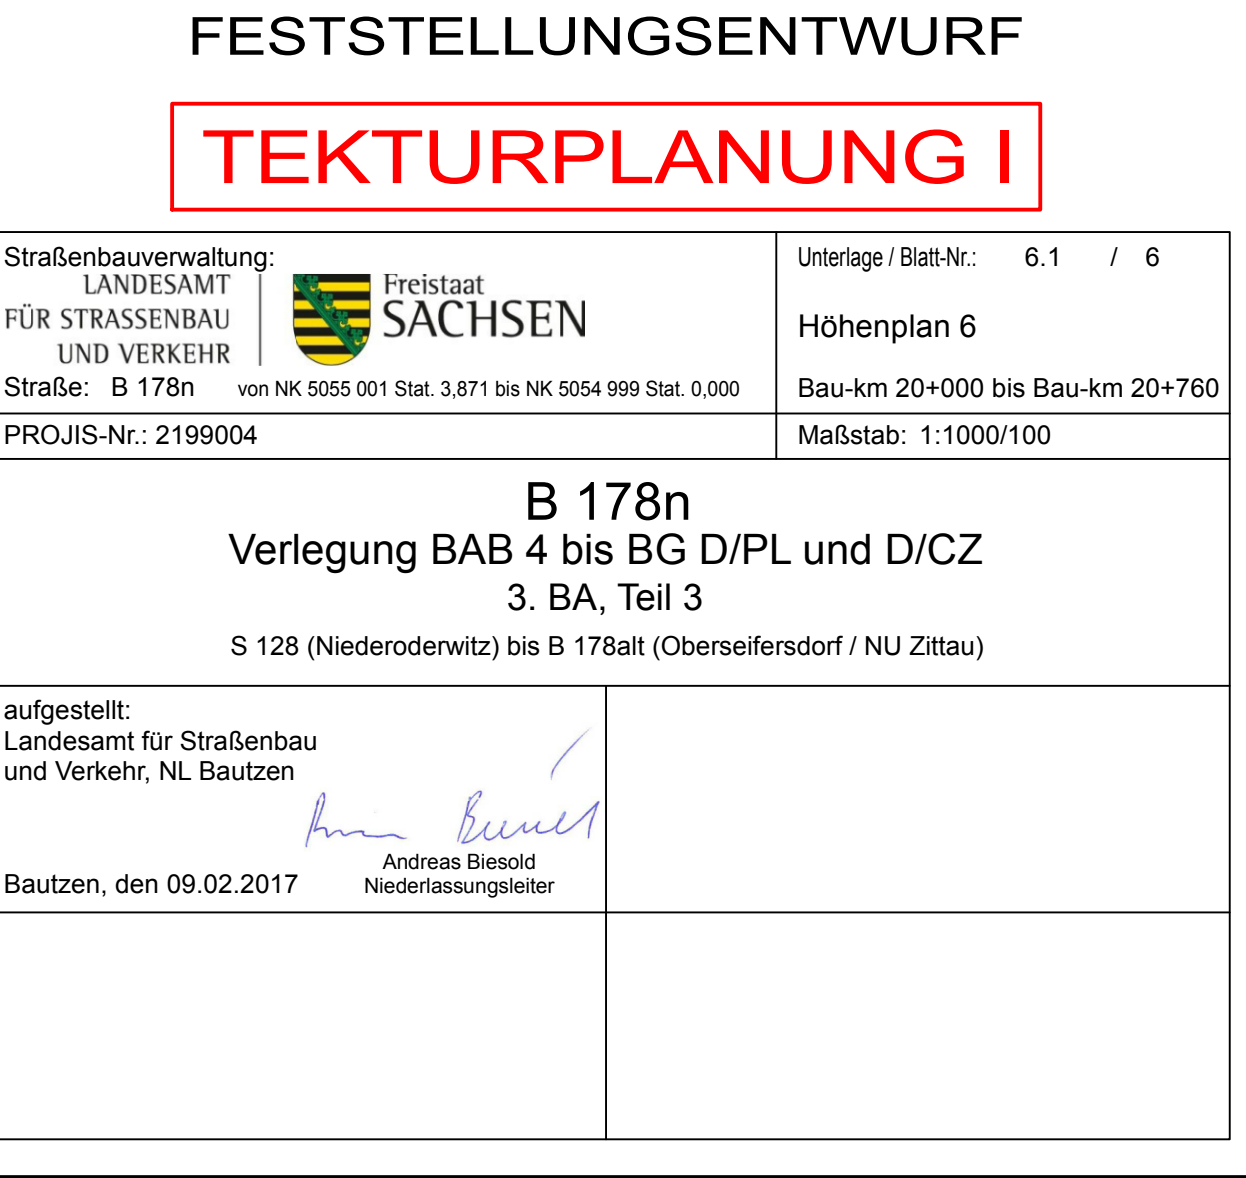 FESTSTELLUNGSENTWURF
TEKTURPLANUNG I
Straßenbauverwaltung:
LANDESAMT
FÜR STRASSENBAU
UND VERKEHR
Freistaat
SACHSEN
Straße: B 178n von NK 5055 001 Stat. 3,871 bis NK 5054 999 Stat. 0,000
Unterlage / Blatt-Nr.: 6.1 / 6
Höhenplan 6
Bau-km 20+000 bis Bau-km 20+760
PROJIS-Nr.: 2199004
Maßstab: 1:1000/100
B 178n
Verlegung BAB 4 bis BG D/PL und D/CZ
3. BA, Teil 3
S 128 (Niederoderwitz) bis B 178alt (Oberseifersdorf / NU Zittau)
aufgestellt:
Landesamt für Straßenbau
und Verkehr, NL Bautzen
Andreas Biesold
Bautzen, den 09.02.2017 Niederlassungsleiter